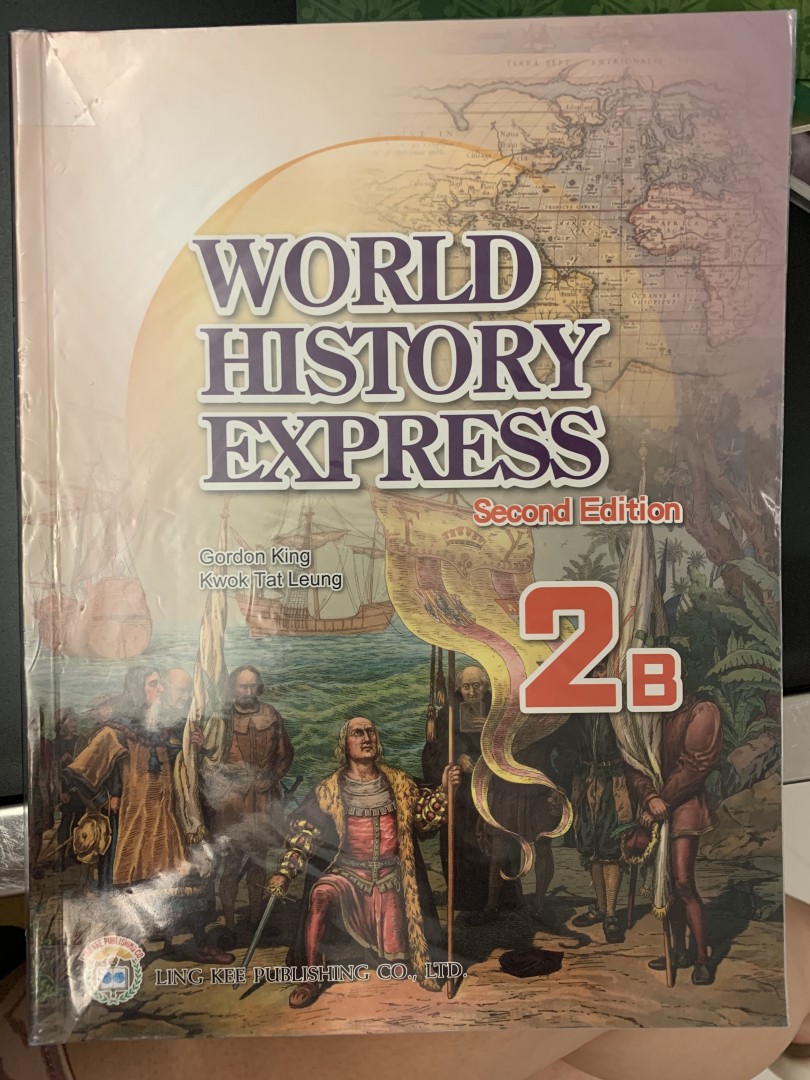 WORLD
HISTORY
EXPRESS
Second Edition
Gordon King
Kwok Tat Leung
2B
LING KEE PUBLISHING CO., LTD.